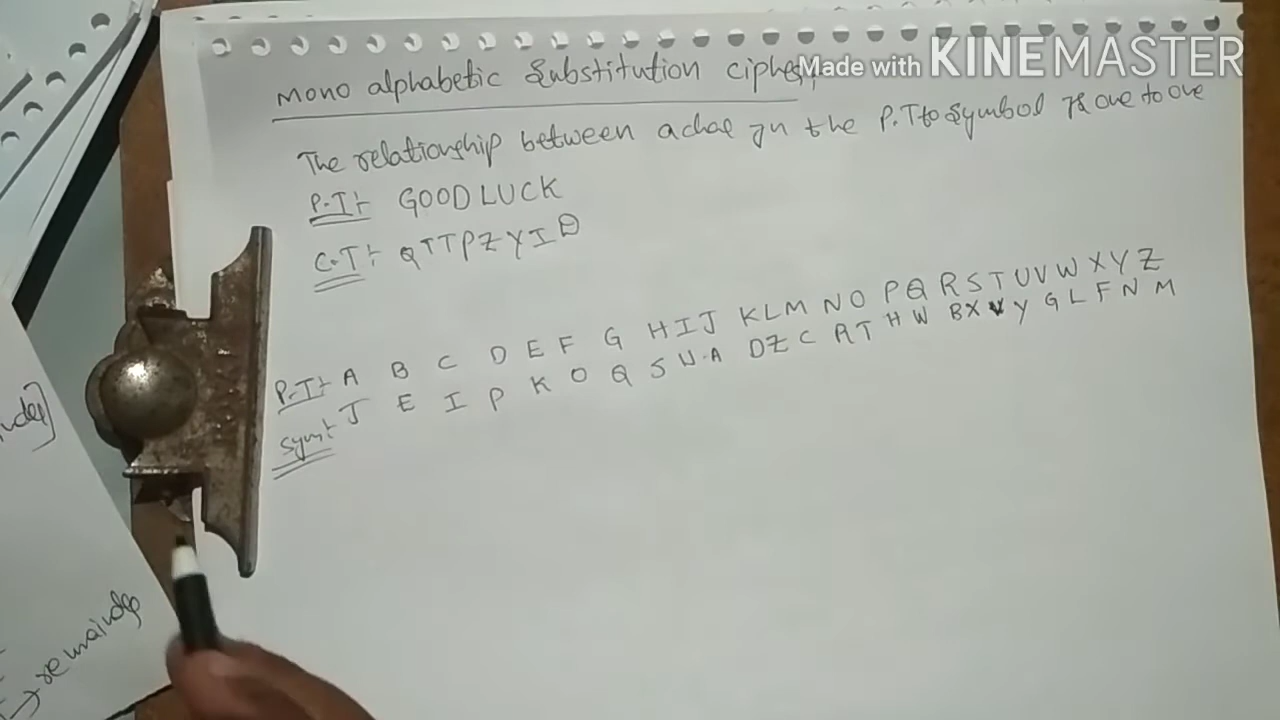 Made with KINEMASTER
mono alphabetic Substitution cipher
The relationship between a char In the P.T to Symbol is one to one
P.T:- GOODLUCK
C.T:- QTTPZYID
P.T:- A B C D E F G H I J K L M N O P Q R S T U V W X Y Z
Sym:- J E I P K O Q S U A D Z C R T H W B X V Y G L F N M
→ remainder